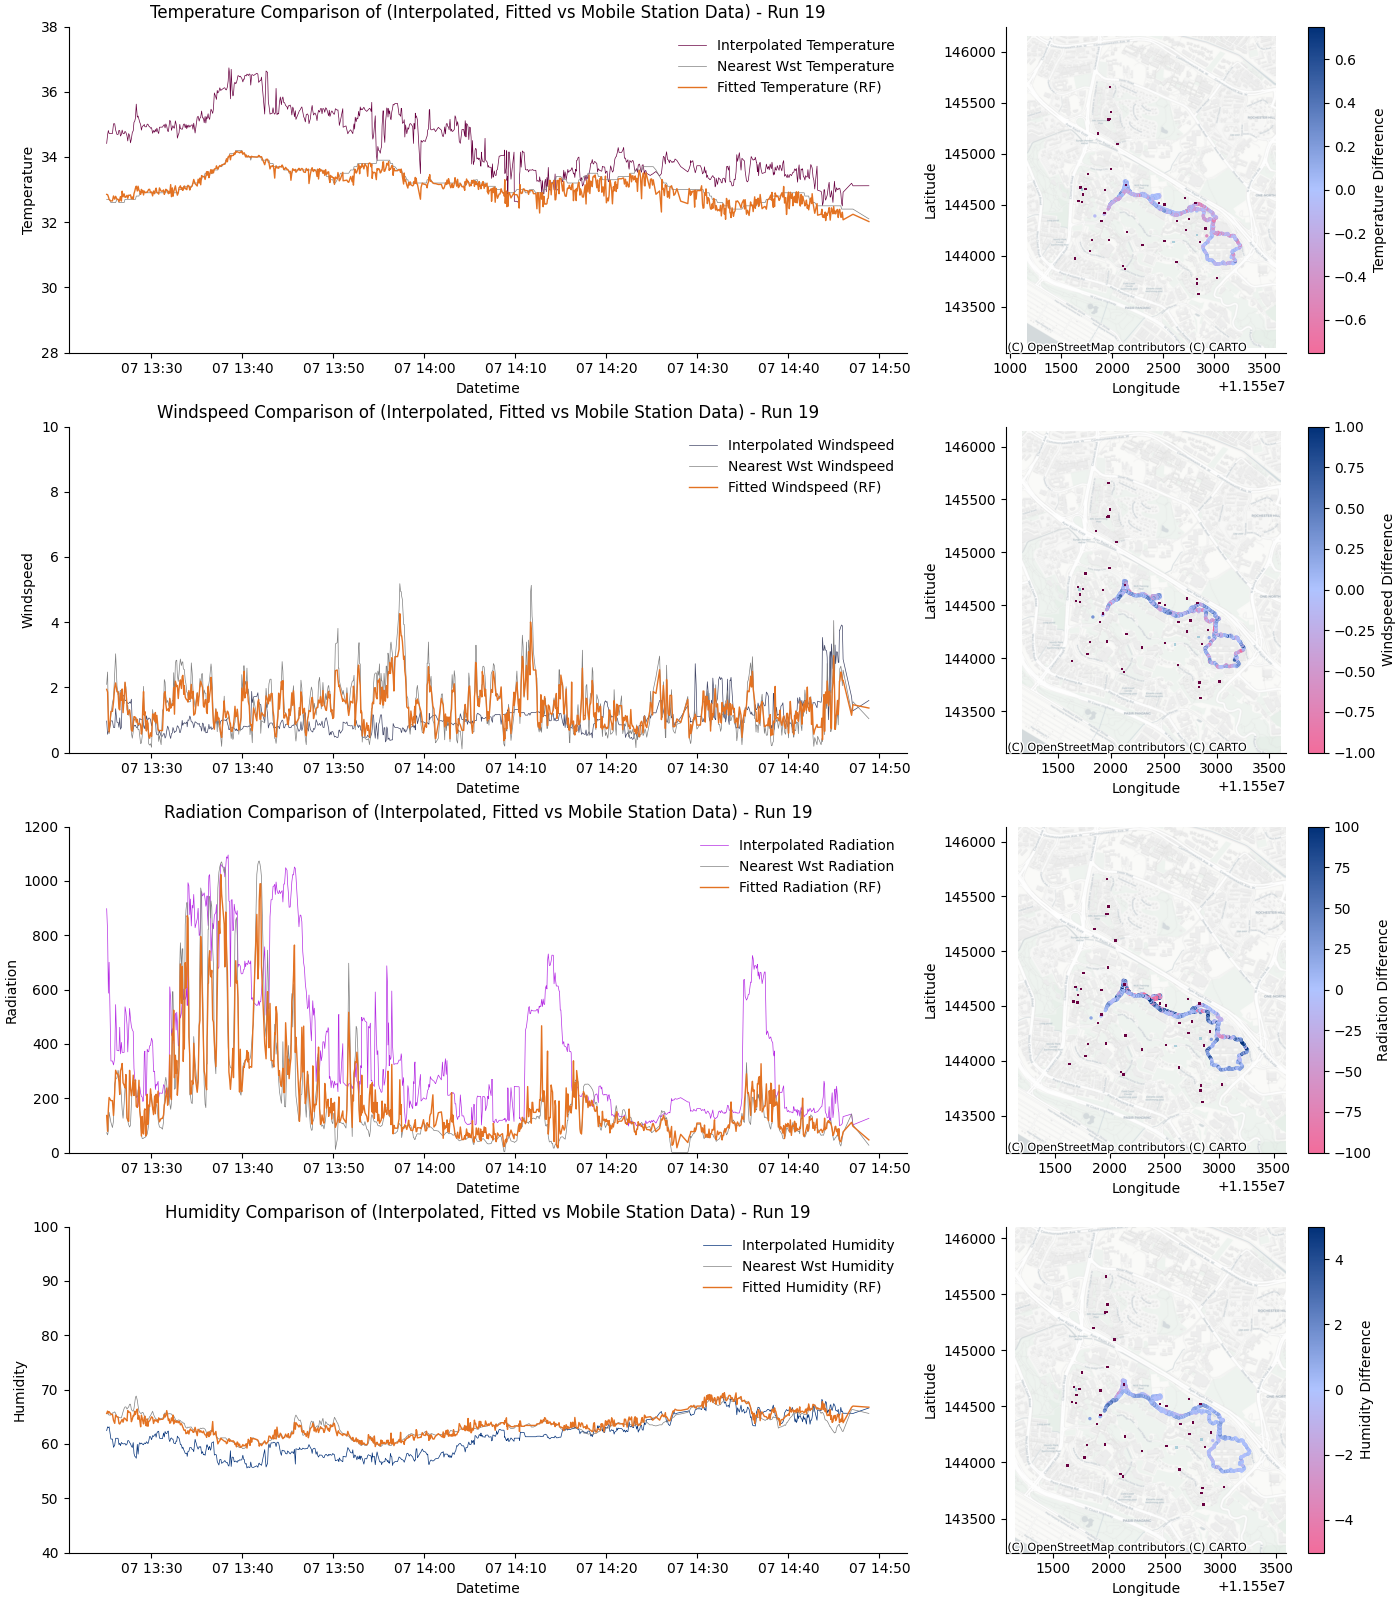 Temperature Comparison of (Interpolated, Fitted vs Mobile Station Data) - Run 19
38
36
34
32
30
28
Temperature
Interpolated Temperature
Nearest Wst Temperature
Fitted Temperature (RF)
07 13:30 07 13:40 07 13:50 07 14:00 07 14:10 07 14:20 07 14:30 07 14:40 07 14:50
Datetime
146000
145500
145000
144500
144000
143500
Latitude
(C) OpenStreetMap contributors (C) CARTO
1000 1500 2000 2500 3000 3500
Longitude
+1.155e7
0.6
0.4
0.2
0.0
−0.2
−0.4
−0.6
Temperature Difference
Windspeed Comparison of (Interpolated, Fitted vs Mobile Station Data) - Run 19
10
8
6
4
2
0
Windspeed
Interpolated Windspeed
Nearest Wst Windspeed
Fitted Windspeed (RF)
07 13:30 07 13:40 07 13:50 07 14:00 07 14:10 07 14:20 07 14:30 07 14:40 07 14:50
Datetime
146000
145500
145000
144500
144000
143500
Latitude
(C) OpenStreetMap contributors (C) CARTO
1500 2000 2500 3000 3500
Longitude
+1.155e7
1.00
0.75
0.50
0.25
0.00
−0.25
−0.50
−0.75
−1.00
Windspeed Difference
Radiation Comparison of (Interpolated, Fitted vs Mobile Station Data) - Run 19
1200
1000
800
600
400
200
0
Radiation
Interpolated Radiation
Nearest Wst Radiation
Fitted Radiation (RF)
07 13:30 07 13:40 07 13:50 07 14:00 07 14:10 07 14:20 07 14:30 07 14:40 07 14:50
Datetime
146000
145500
145000
144500
144000
143500
Latitude
(C) OpenStreetMap contributors (C) CARTO
1500 2000 2500 3000 3500
Longitude
+1.155e7
100
75
50
25
0
−25
−50
−75
−100
Radiation Difference
Humidity Comparison of (Interpolated, Fitted vs Mobile Station Data) - Run 19
100
90
80
70
60
50
40
Humidity
Interpolated Humidity
Nearest Wst Humidity
Fitted Humidity (RF)
07 13:30 07 13:40 07 13:50 07 14:00 07 14:10 07 14:20 07 14:30 07 14:40 07 14:50
Datetime
146000
145500
145000
144500
144000
143500
Latitude
(C) OpenStreetMap contributors (C) CARTO
1500 2000 2500 3000 3500
Longitude
+1.155e7
4
2
0
−2
−4
Humidity Difference